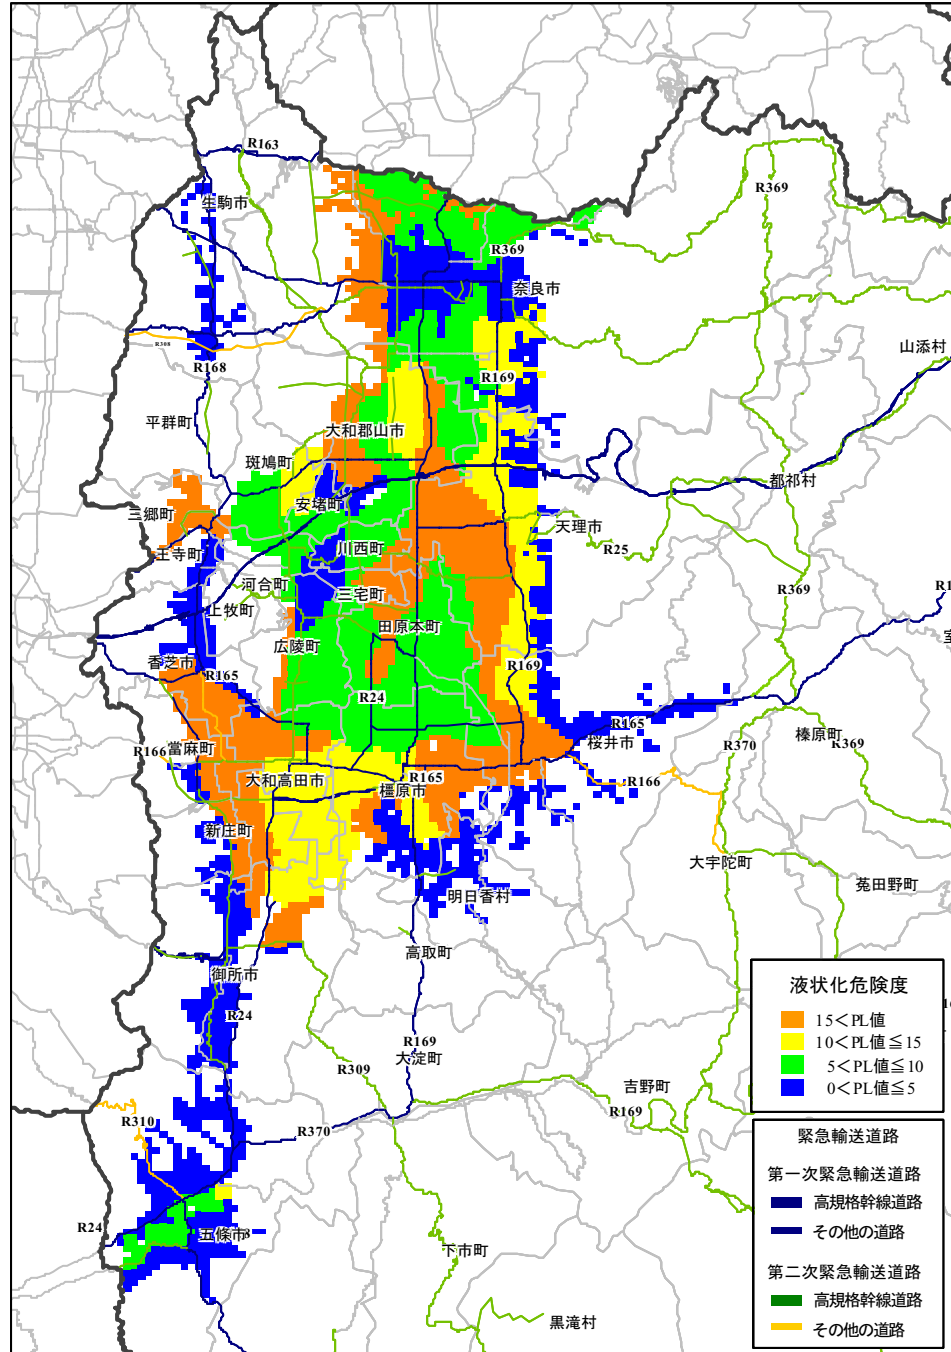 R163
生駒市
R369
R369
奈良市
R308
R168
山添村
R169
平群町
大和郡山市
斑鳩町
都祁村
安堵町
三郷町
天理市
王寺町
川西町
R25
河合町
三宅町
R369
上牧町
田原本町
広陵町
香芝市
R165
R169
R24
R165
桜井市
榛原町
R369
R370
R166
當麻町
大和高田市
R165
橿原市
R166
新庄町
大宇陀町
菟田野町
明日香村
高取町
御所市
R24
R169
大淀町
R309
吉野町
R169
R310
R370
R24
五條市
下市町
黒滝村
液状化危険度
15＜PL値
10＜PL値≦15
5＜PL値≦10
0＜PL値≦5
緊急輸送道路
第一次緊急輸送道路
高規格幹線道路
その他の道路
第二次緊急輸送道路
高規格幹線道路
その他の道路